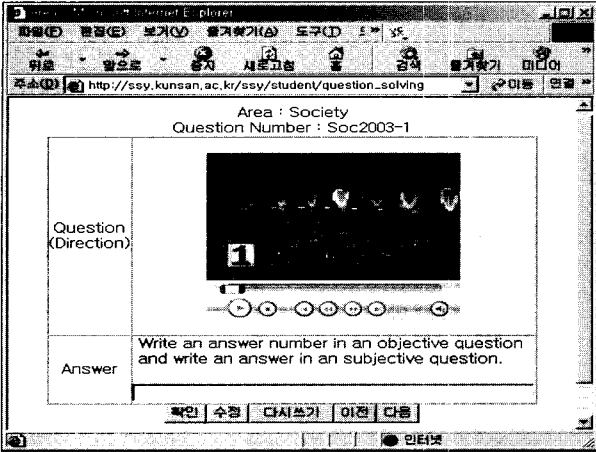 Microsoft Internet Explorer
파일(F) 편집(E) 보기(V) 즐겨찾기(A) 도구(T) »
뒤로 앞으로 중지 새로고침 홈 검색 즐겨찾기 미디어 »
주소(D) http://ssy.kunsan.ac.kr/ssy/student/question_solving 이동 연결 »
Area : Society
Question Number : Soc2003-1
Question
(Direction)
1
Answer
Write an answer number in an objective question
and write an answer in an subjective question.
확인 수정 다시쓰기 이전 다음
인터넷